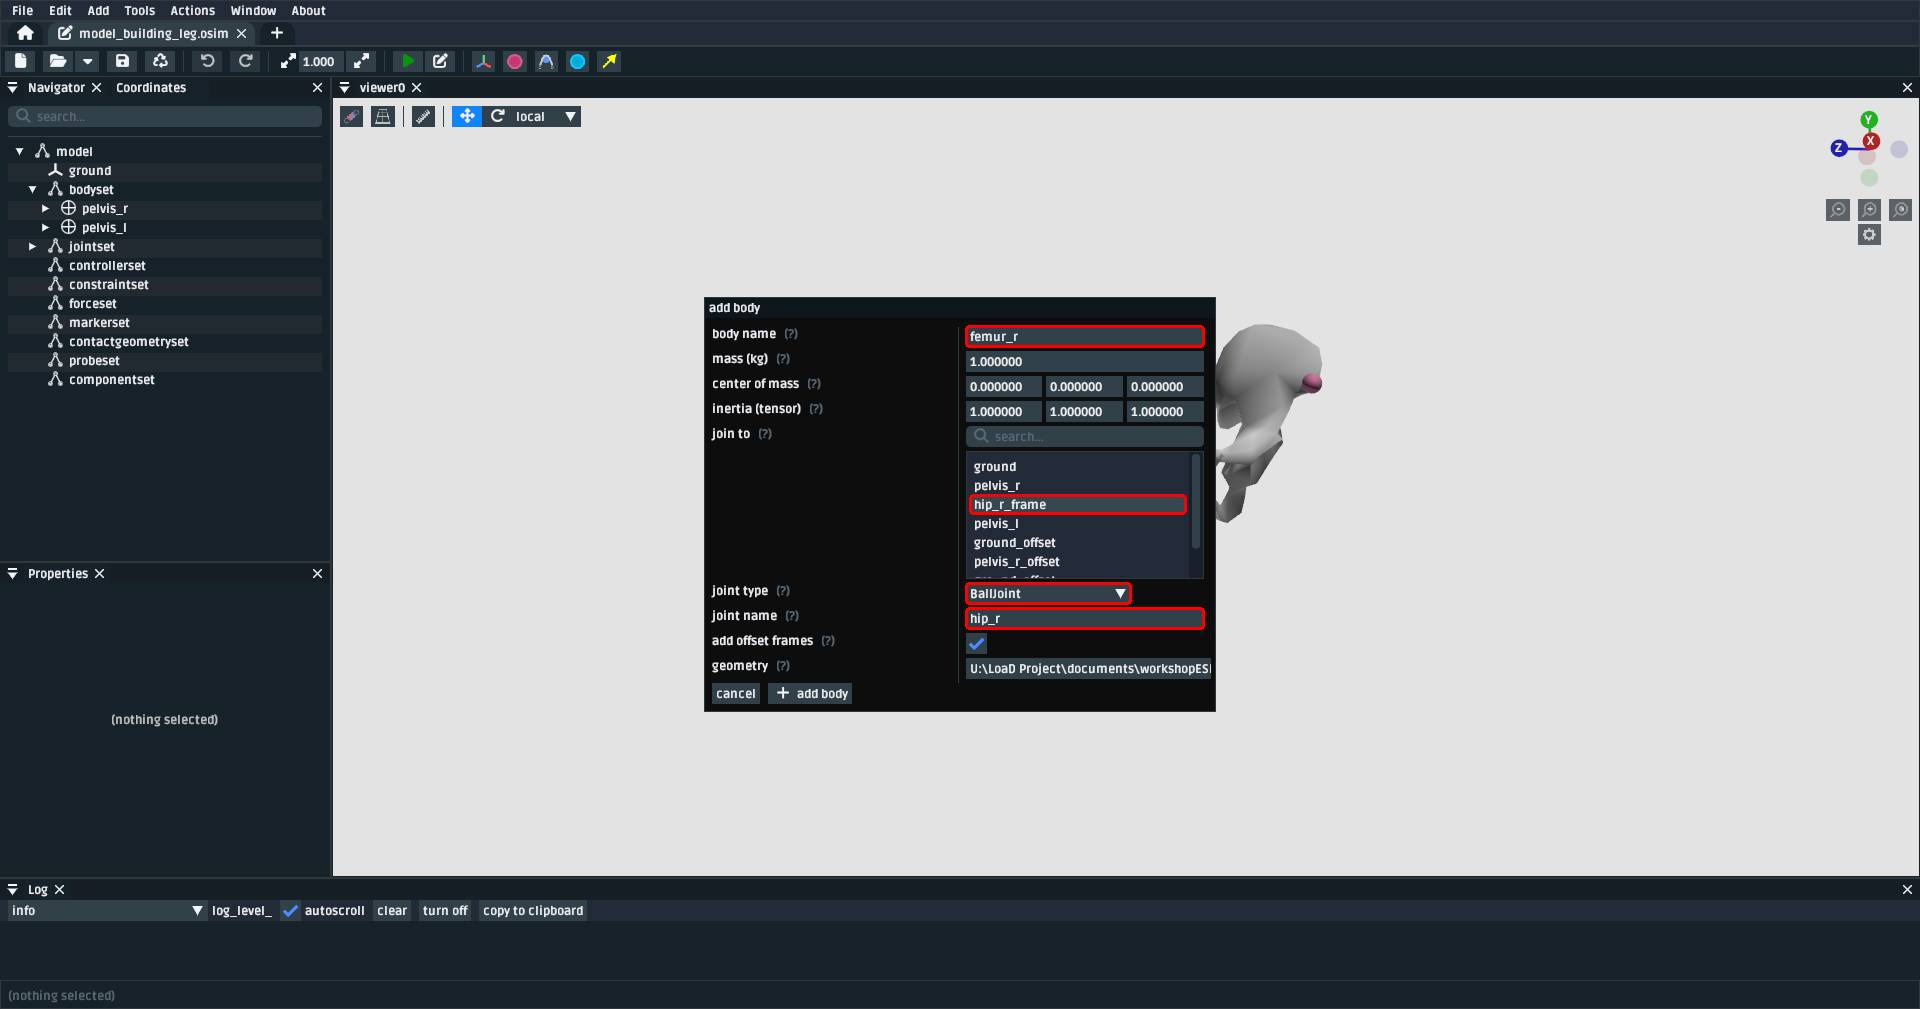 File Edit Add Tools Actions Window About
model_building_leg.osim
1.000
Navigator Coordinates
viewer0
search...
local
Y
X
Z
model
ground
bodyset
pelvis_r
pelvis_l
jointset
controllerset
constraintset
forceset
markerset
contactgeometryset
probeset
componentset
add body
body name (?) femur_r
mass (kg) (?) 1.000000
center of mass (?) 0.000000 0.000000 0.000000
inertia (tensor) (?) 1.000000 1.000000 1.000000
join to (?) search...
ground
pelvis_r
hip_r_frame
pelvis_l
ground_offset
pelvis_r_offset
joint type (?) BallJoint
joint name (?) hip_r
add offset frames (?)
geometry (?) U:\LoaD Project\documents\workshopESI
cancel + add body
Properties
(nothing selected)
Log
info log_level_ autoscroll clear turn off copy to clipboard
(nothing selected)